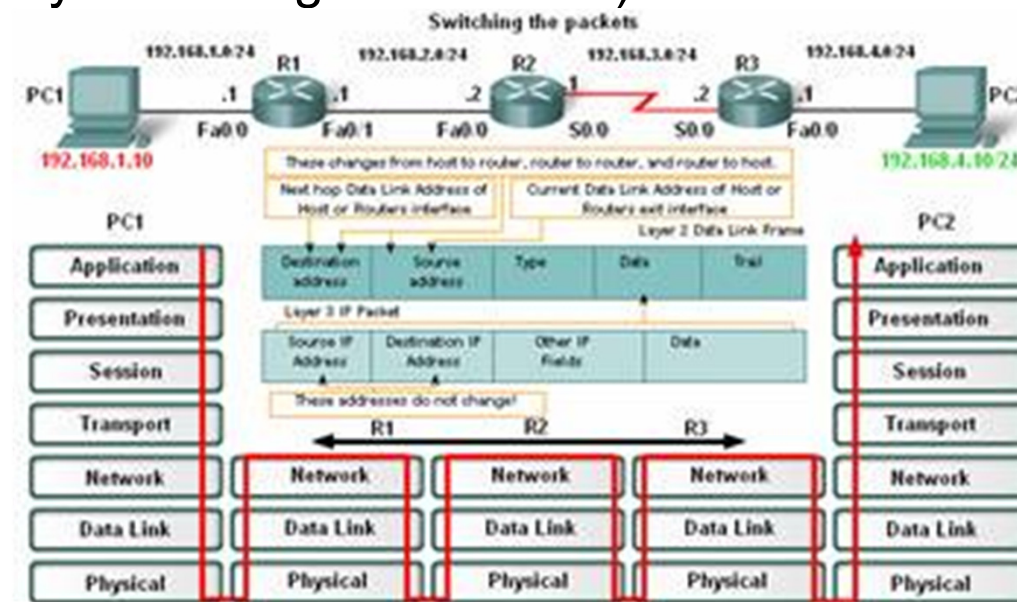 Switching the packets
192.168.1.0/24 192.168.2.0/24 192.168.3.0/24 192.168.4.0/24
R1 R2 R3
PC1 .1 .1 .2 .1 .2 .1
Fa0/0 Fa0/1 Fa0/0 S0/0 S0/0 Fa0/0
192.168.1.10 192.168.4.10/24
These changes from host to router, router to router, and router to host.
Next hop Data Link Address of
Host or Routers interface
Current Data Link Address of Host or
Routers exit interface
Layer 2 Data Link Frame
Destination
address
Source
address
Type
Data
Trail
Layer 3 IP Packet
Source IP
Address
Destination IP
Address
Other IP
Fields
Data
These addresses do not change!
PC1
Application
Presentation
Session
Transport
Network
Data Link
Physical
R1 R2 R3
Network Network Network
Data Link Data Link Data Link
Physical Physical Physical
PC2
Application
Presentation
Session
Transport
Network
Data Link
Physical